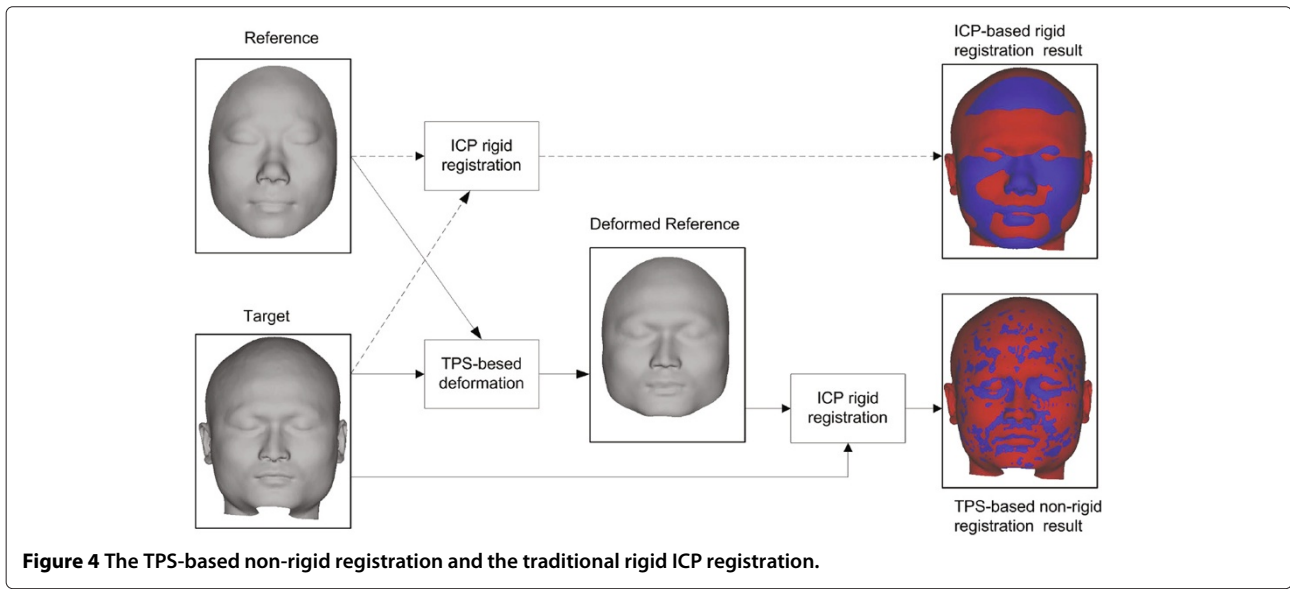 Reference
ICP-based rigid
registration result
ICP rigid
registration
Deformed Reference
Target
TPS-besed
deformation
ICP rigid
registration
TPS-based non-rigid
registration result
Figure 4 The TPS-based non-rigid registration and the traditional rigid ICP registration.